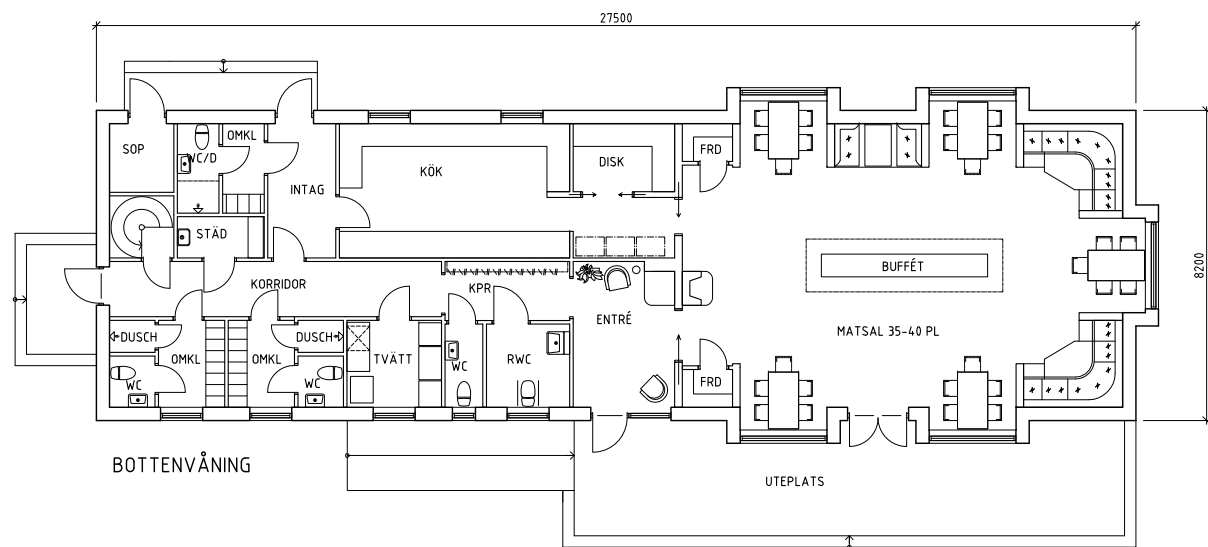 27500
OMKL
SOP
WC/D
FRD
DISK
KÖK
INTAG
STÄD
8200
BUFFÉT
KORRIDOR
KPR
ENTRÉ
MATSAL 35-40 PL
DUSCH
DUSCH
OMKL
OMKL
TVÄTT
WC
RWC
WC
WC
FRD
BOTTENVÅNING
UTEPLATS